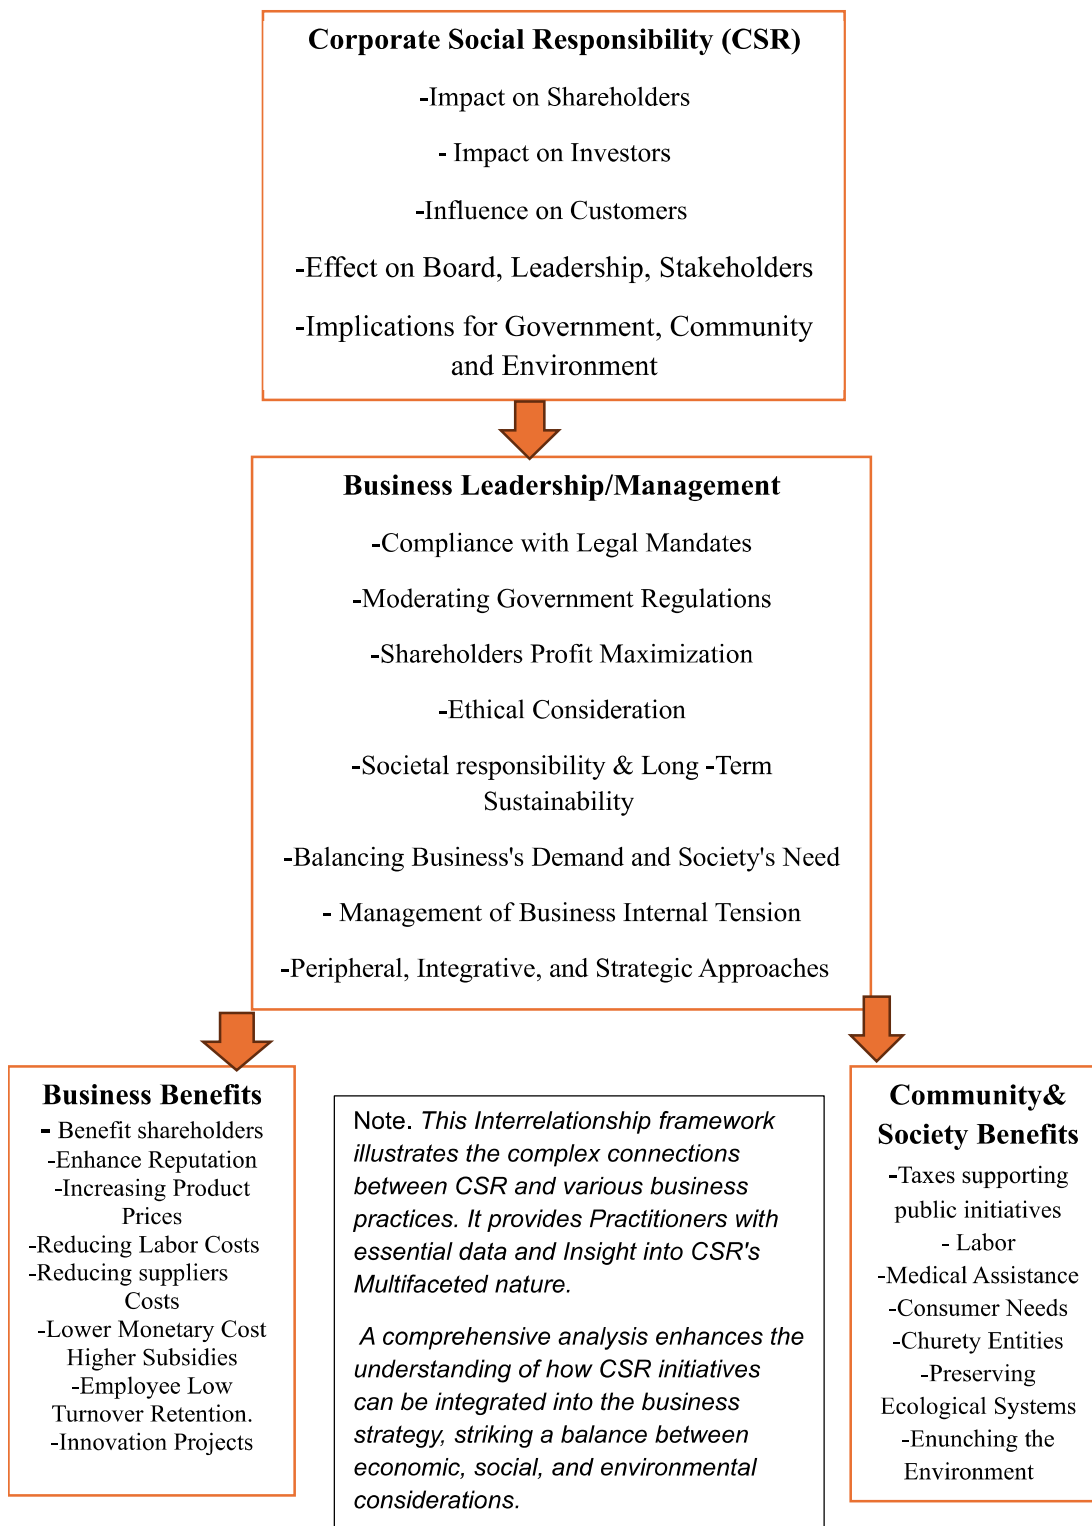 Corporate Social Responsibility (CSR)
-Impact on Shareholders
- Impact on Investors
-Influence on Customers
-Effect on Board, Leadership, Stakeholders
-Implications for Government, Community
and Environment
Business Leadership/Management
-Compliance with Legal Mandates
-Moderating Government Regulations
-Shareholders Profit Maximization
-Ethical Consideration
-Societal responsibility & Long -Term
Sustainability
-Balancing Business's Demand and Society's Need
- Management of Business Internal Tension
-Peripheral, Integrative, and Strategic Approaches
Business Benefits
- Benefit shareholders
-Enhance Reputation
-Increasing Product
Prices
-Reducing Labor Costs
-Reducing suppliers
Costs
-Lower Monetary Cost
Higher Subsidies
-Employee Low
Turnover Retention.
-Innovation Projects
Note. This Interrelationship framework
illustrates the complex connections
between CSR and various business
practices. It provides Practitioners with
essential data and Insight into CSR's
Multifaceted nature.
A comprehensive analysis enhances the
understanding of how CSR initiatives
can be integrated into the business
strategy, striking a balance between
economic, social, and environmental
considerations.
Community&
Society Benefits
-Taxes supporting
public initiatives
- Labor
-Medical Assistance
-Consumer Needs
-Churety Entities
-Preserving
Ecological Systems
-Enunching the
Environment